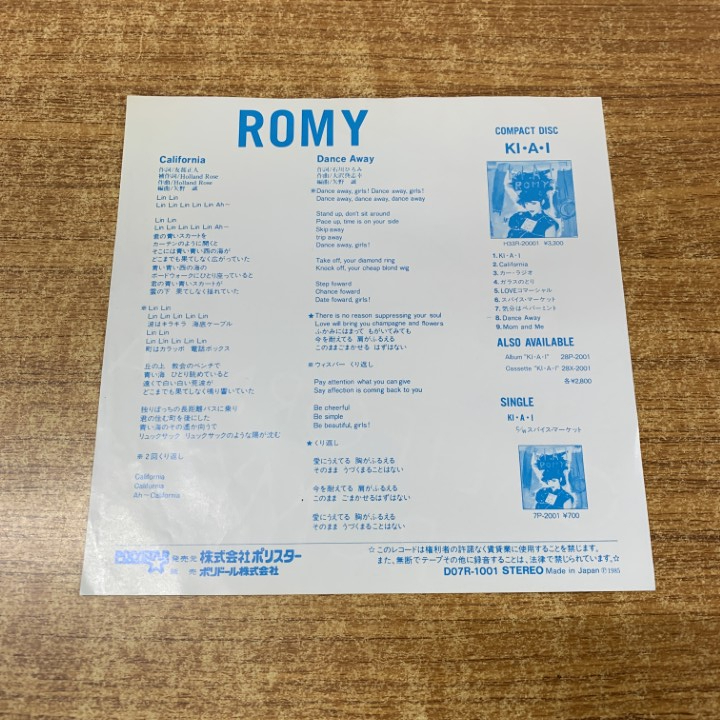 ROMY
California
補作詞/Holland Rose
作曲/Holland Rose
編曲/矢野 誠
Lin Lin
Lin Lin Lin Lin Lin Ah〜
Lin Lin
Lin Lin Lin Lin Lin Ah〜
君の青いスカートを
カーテンのように開くと
そこには青い青い西の海が
どこまでも果てしなく広がっていた
青い青い西の海の
ボードウォークにひとり座っていると
君の青い青いスカートが
雲の下 果てしなく揺れていた
※Lin Lin
Lin Lin Lin Lin Lin
涙はキラキラ 海底ケーブル
Lin Lin
Lin Lin Lin Lin Lin
町はカラッポ 電話ボックス
丘の上 教会のベンチで
青い海 ひとり眺めていると
遠くで白い白い荒波が
どこまでも果てしなく鳴り響いていた
独りぼっちの長距離バスに乗り
君の住む町を後にした
青い海のその遙か向うで
リュックサック リュックサックのような陽が沈む
※2回くり返し
California
California
Ah〜California
Dance Away
編曲/矢野 誠
※Dance away, girls! Dance away, girls!
Dance away, dance away, dance away
Stand up, don't sit around
Pace up, time is on your side
Skip away
trip away
Dance away, girls!
Take off, your diamond ring
Knock off, your cheap blond wig
Step foward
Chance foward
Date foward, girls!
★There is no reason suppressing your soul
Love will bring you champagne and flowers
ふかみにはまって もがいてみても
今を耐えてる 肩がふるえる
このままごまかせる はずはない
※ウィスパー くり返し
Pay attention what you can give
Say affection is coming back to you
Be cheerful
Be simple
Be beautiful, girls!
★くり返し
愛にうえてる 胸がふるえる
そのまま うづくまることはない
今を耐えてる 肩がふるえる
このまま ごまかせるはずはない
愛にうえてる 胸がふるえる
そのまま うづくまることはない
COMPACT DISC
KI・A・I
ROMY
H33R-20001 ¥3,300
1. KI・A・I
2. California
3. カー・ラジオ
4. ガラスのとり
5. LOVEコマーシャル
6. スパイス・マーケット
7. 気分はペパーミント
8. Dance Away
9. Mom and Me
ALSO AVAILABLE
Album "KI・A・I" 28P-2001
Cassette "KI・A・I" 28X-2001
各¥2,800
SINGLE
KI・A・I
C/W スパイス・マーケット
7P-2001 ¥700
POLYSTAR 発売元 株式会社ポリスター
販売 ポリドール株式会社
☆このレコードは権利者の許諾なく賃貸業に使用することを禁じます。
また、無断でテープその他に録音することは、法律で禁じられています。☆
D07R-1001 STEREO Made in Japan Ⓟ1985